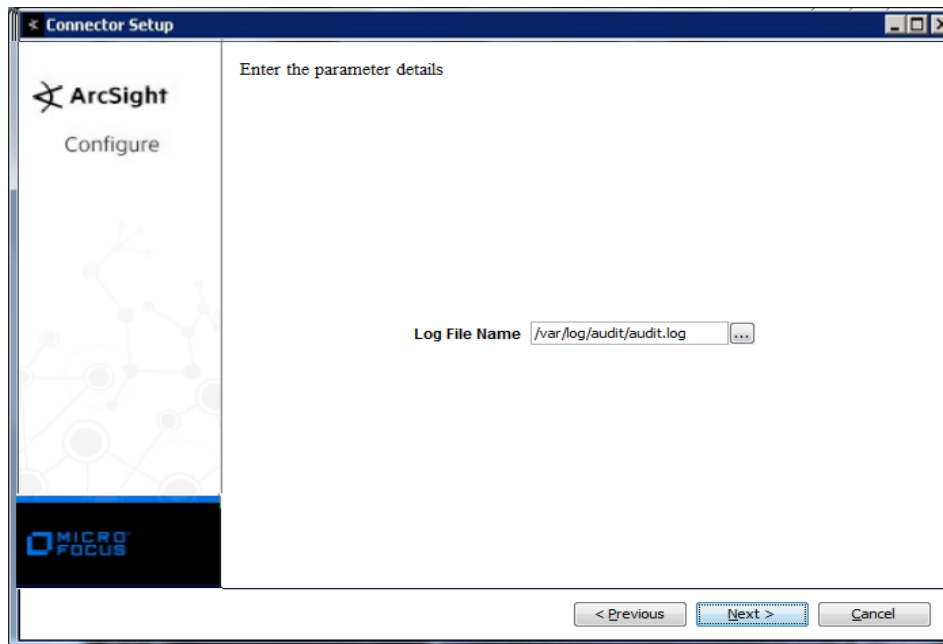 Connector Setup
ArcSight
Configure
Enter the parameter details
Log File Name /var/log/audit/audit.log ...
MICRO
FOCUS
< Previous Next > Cancel